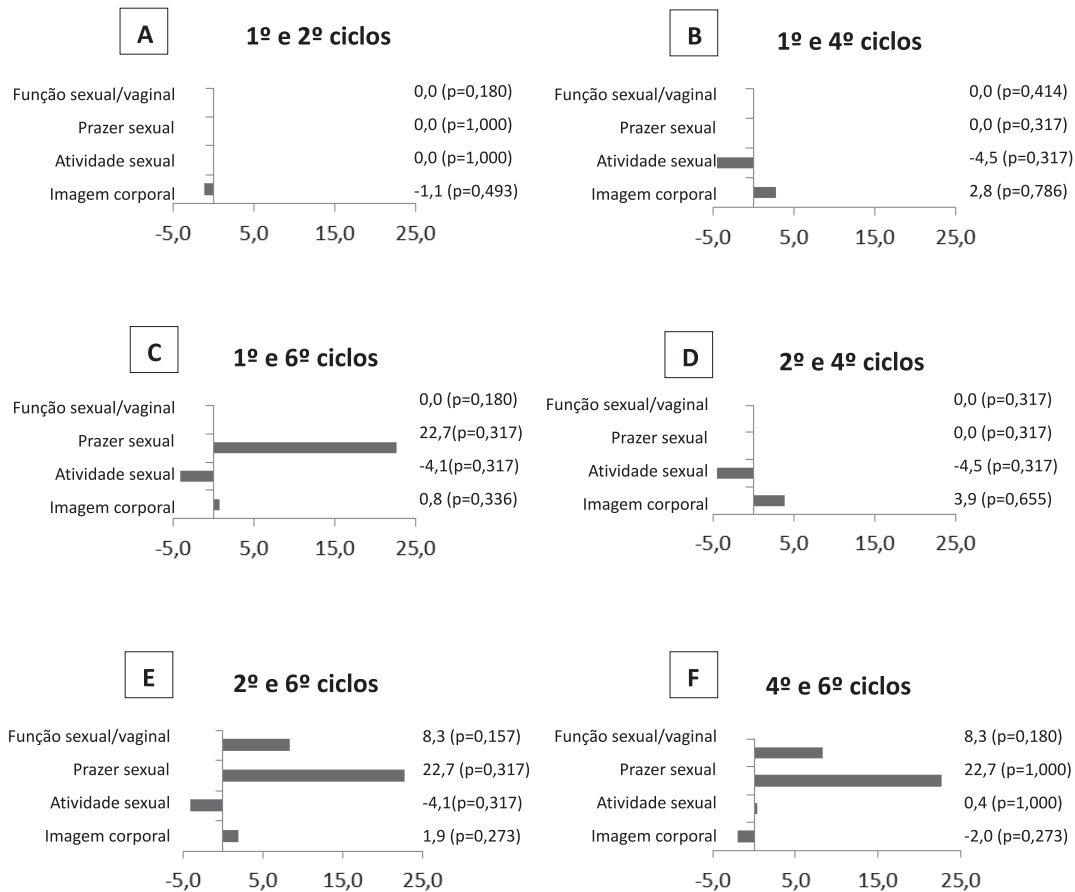 A
1º e 2º ciclos
Função sexual/vaginal 0,0 (p=0,180)
Prazer sexual 0,0 (p=1,000)
Atividade sexual 0,0 (p=1,000)
Imagem corporal -1,1 (p=0,493)
-5,0 5,0 15,0 25,0
B
1º e 4º ciclos
Função sexual/vaginal 0,0 (p=0,414)
Prazer sexual 0,0 (p=0,317)
Atividade sexual -4,5 (p=0,317)
Imagem corporal 2,8 (p=0,786)
-5,0 5,0 15,0 25,0
C
1º e 6º ciclos
Função sexual/vaginal 0,0 (p=0,180)
Prazer sexual 22,7(p=0,317)
Atividade sexual -4,1(p=0,317)
Imagem corporal 0,8 (p=0,336)
-5,0 5,0 15,0 25,0
D
2º e 4º ciclos
Função sexual/vaginal 0,0 (p=0,317)
Prazer sexual 0,0 (p=0,317)
Atividade sexual -4,5 (p=0,317)
Imagem corporal 3,9 (p=0,655)
-5,0 5,0 15,0 25,0
E
2º e 6º ciclos
Função sexual/vaginal 8,3 (p=0,157)
Prazer sexual 22,7 (p=0,317)
Atividade sexual -4,1(p=0,317)
Imagem corporal 1,9 (p=0,273)
-5,0 5,0 15,0 25,0
F
4º e 6º ciclos
Função sexual/vaginal 8,3 (p=0,180)
Prazer sexual 22,7 (p=1,000)
Atividade sexual 0,4 (p=1,000)
Imagem corporal -2,0 (p=0,273)
-5,0 5,0 15,0 25,0